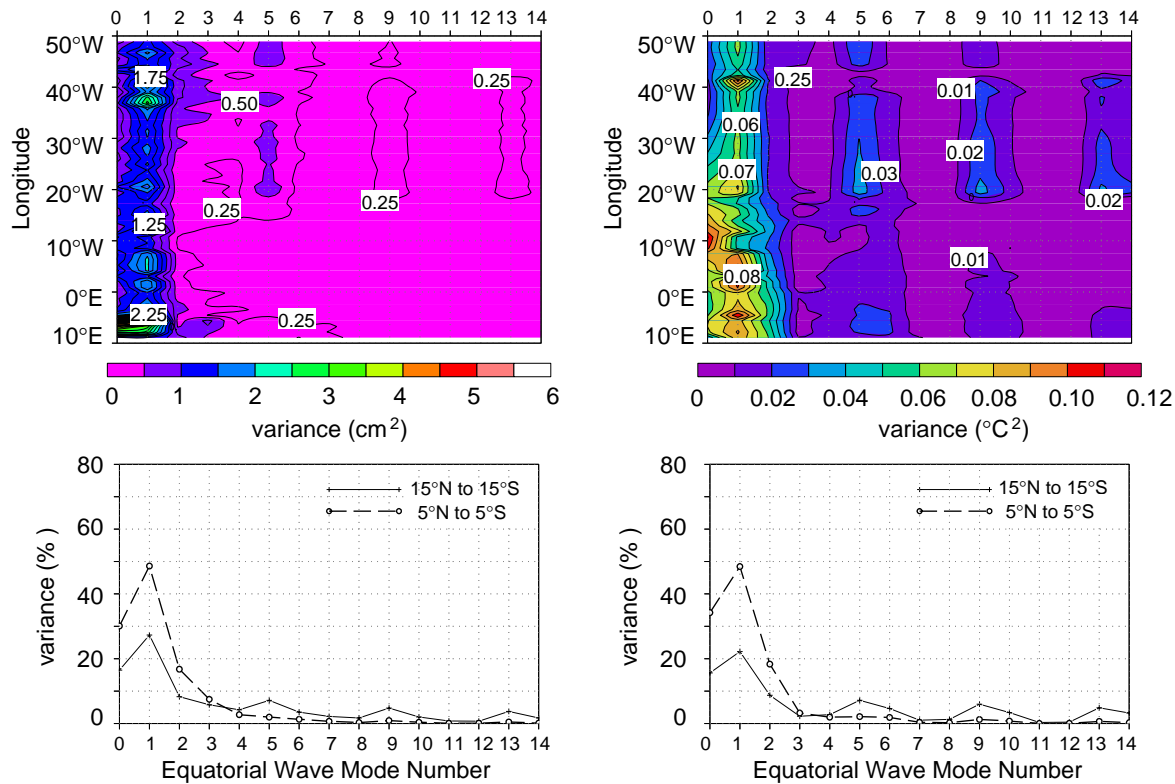 0 1 2 3 4 5 6 7 8 9 10 11 12 13 14
50°W
40°W
30°W
20°W
10°W
0°E
10°E
Longitude
1.75
0.50
0.25
0.25
0.25
0.25
1.25
2.25
0.25
0 1 2 3 4 5 6
variance (cm2)
0 1 2 3 4 5 6 7 8 9 10 11 12 13 14
50°W
40°W
30°W
20°W
10°W
0°E
10°E
Longitude
0.25
0.01
0.06
0.02
0.07
0.03
0.02
0.01
0.08
0 0.02 0.04 0.06 0.08 0.10 0.12
variance (°C2)
80
60
40
20
0
variance (%)
15°N to 15°S
5°N to 5°S
0 1 2 3 4 5 6 7 8 9 10 11 12 13 14
Equatorial Wave Mode Number
80
60
40
20
0
variance (%)
15°N to 15°S
5°N to 5°S
0 1 2 3 4 5 6 7 8 9 10 11 12 13 14
Equatorial Wave Mode Number